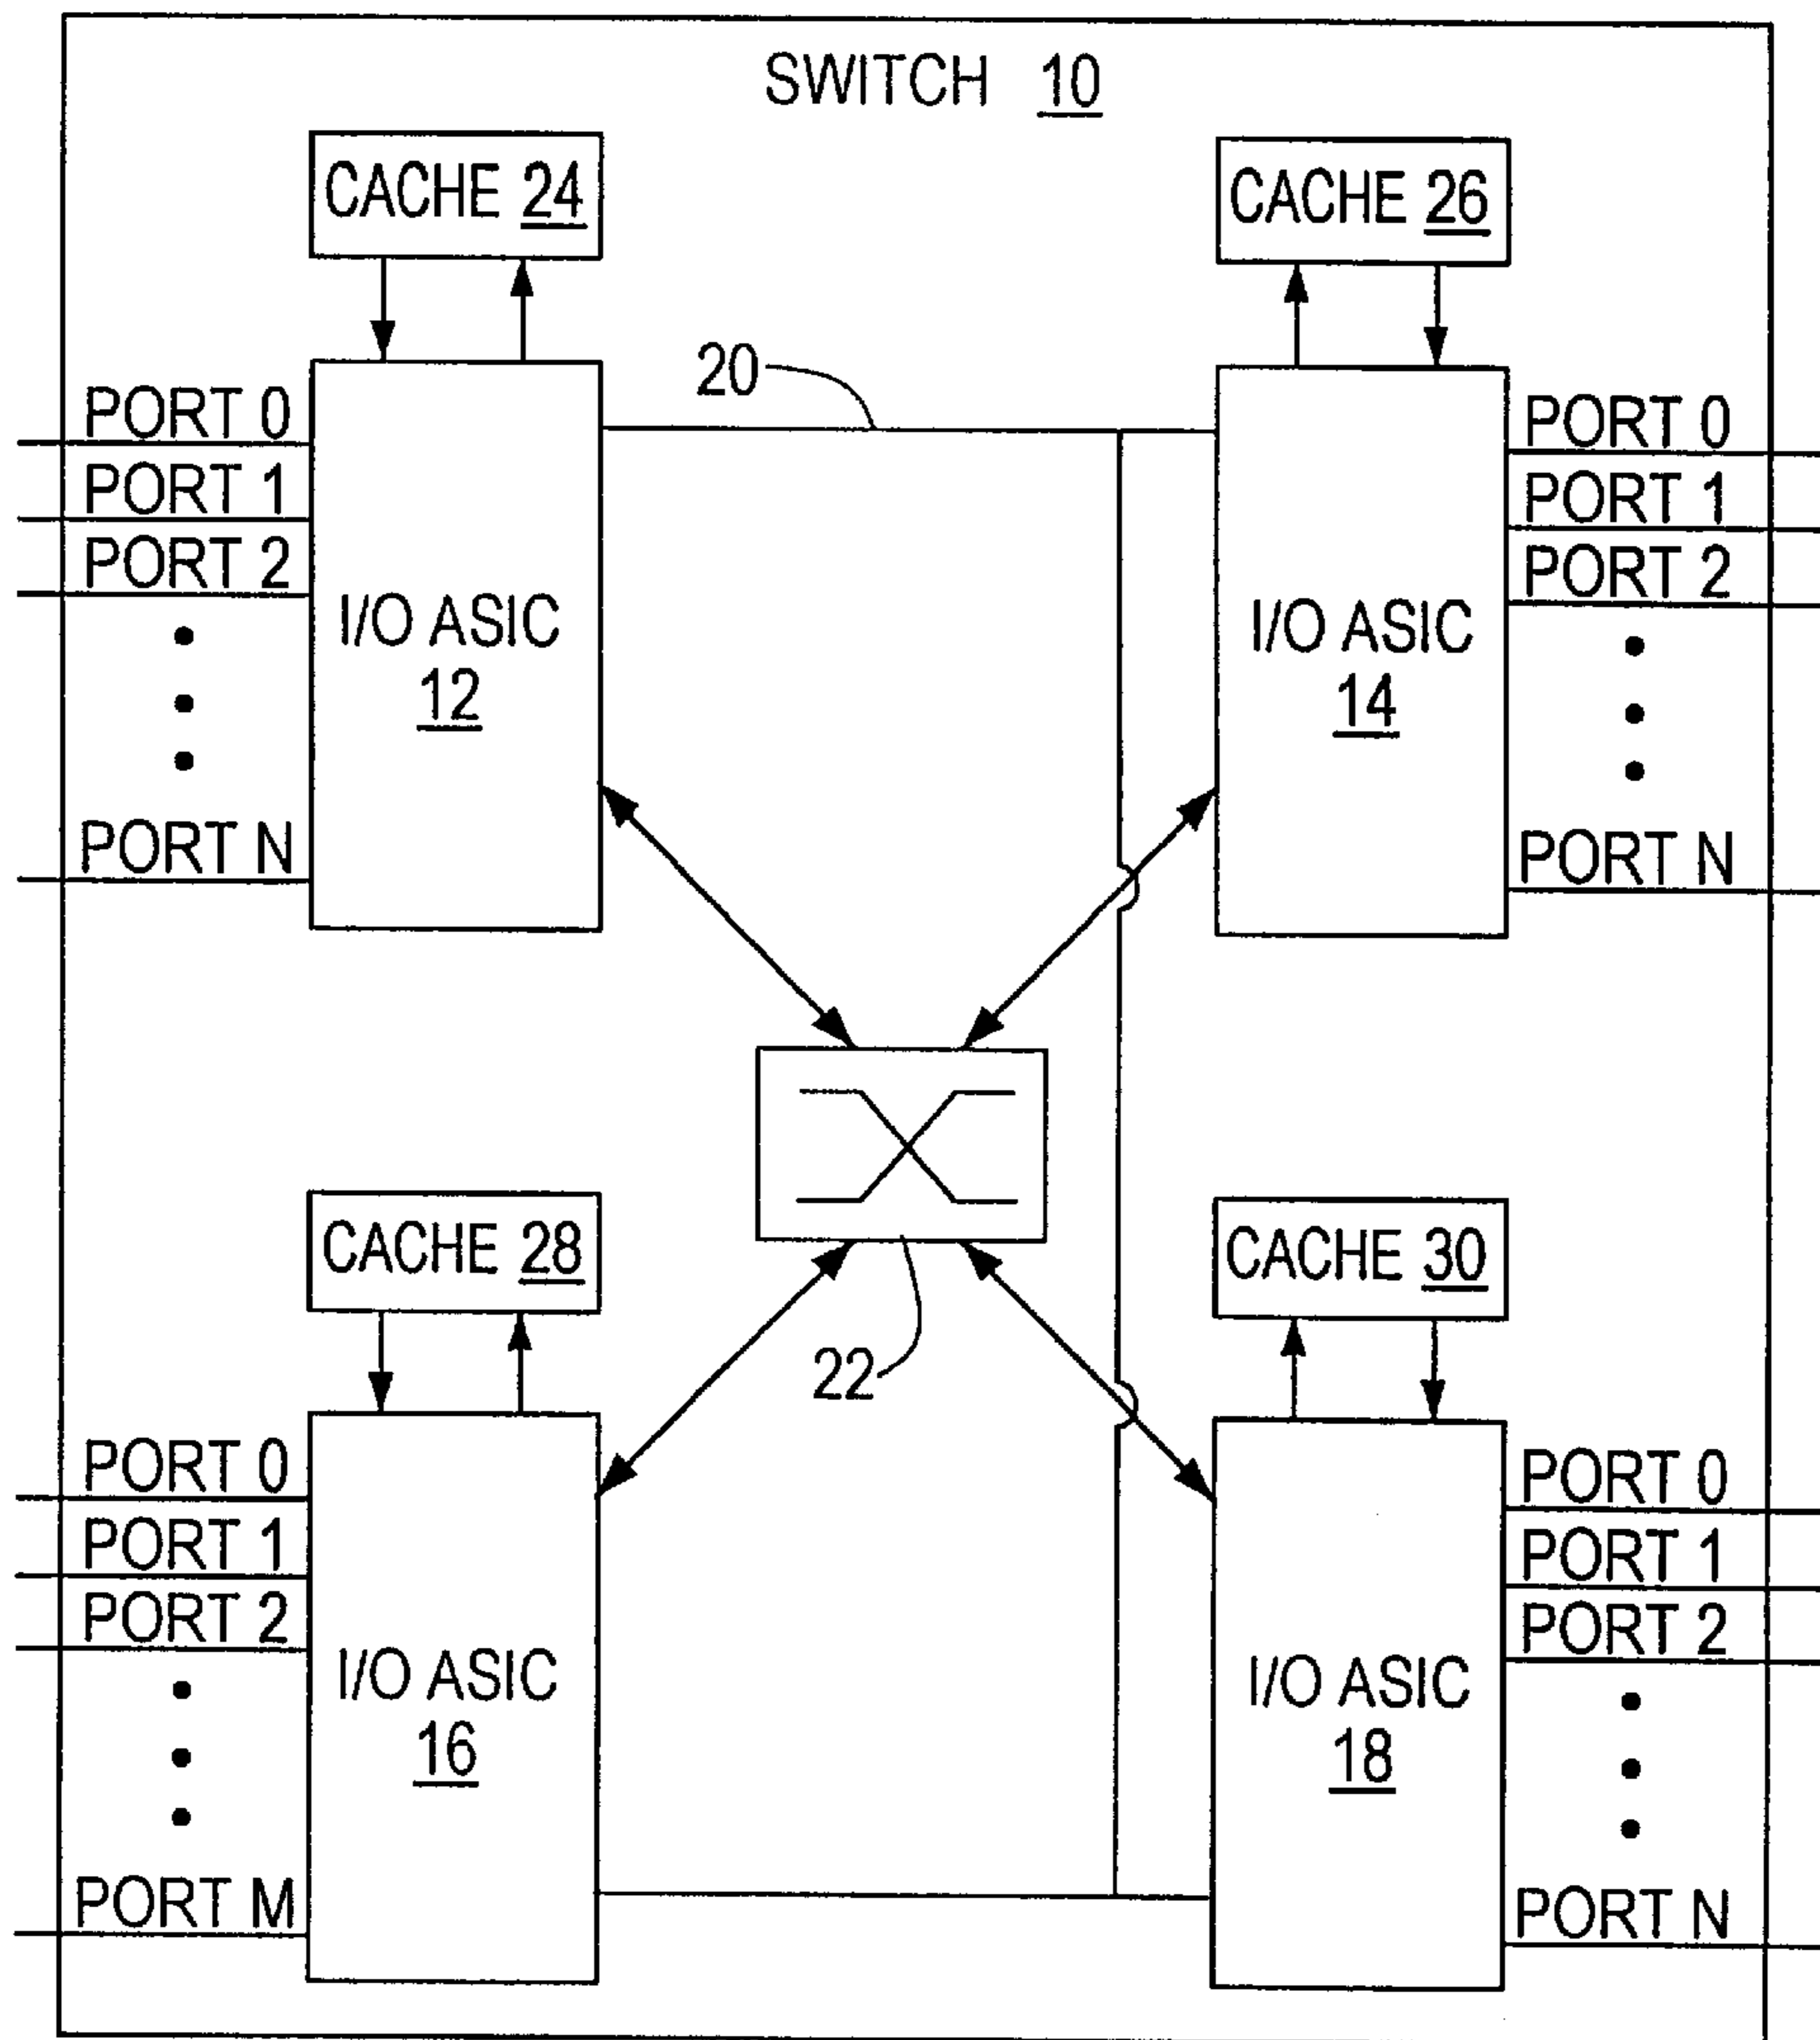 SWITCH 10
CACHE 24
CACHE 26
20
PORT 0
PORT 1
PORT 2
PORT N
I/O ASIC
12
I/O ASIC
14
PORT 0
PORT 1
PORT 2
PORT N
22
CACHE 28
CACHE 30
PORT 0
PORT 1
PORT 2
PORT M
I/O ASIC
16
I/O ASIC
18
PORT 0
PORT 1
PORT 2
PORT N